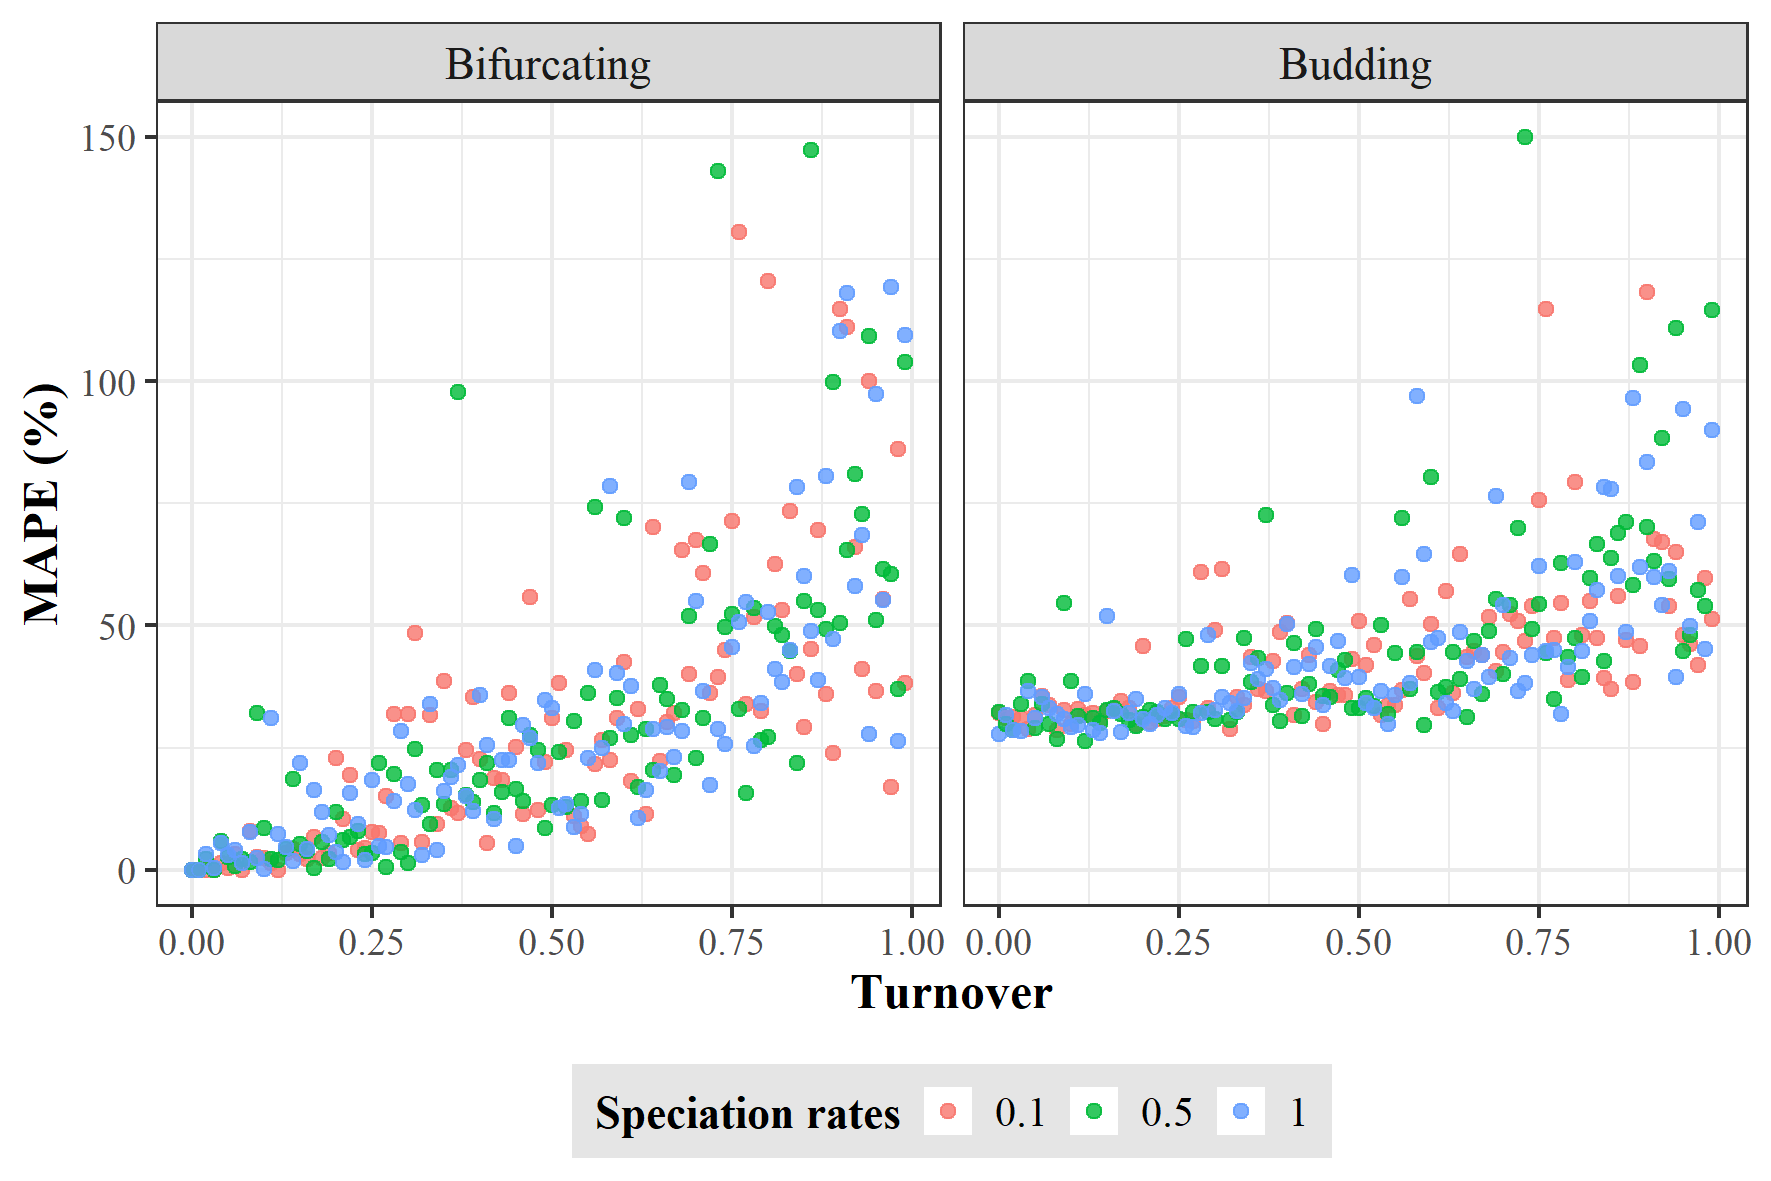 Bifurcating Budding
150
100
50
0
MAPE (%)
0.00 0.25 0.50 0.75 1.00 0.00 0.25 0.50 0.75 1.00
Turnover
Speciation rates 0.1 0.5 1